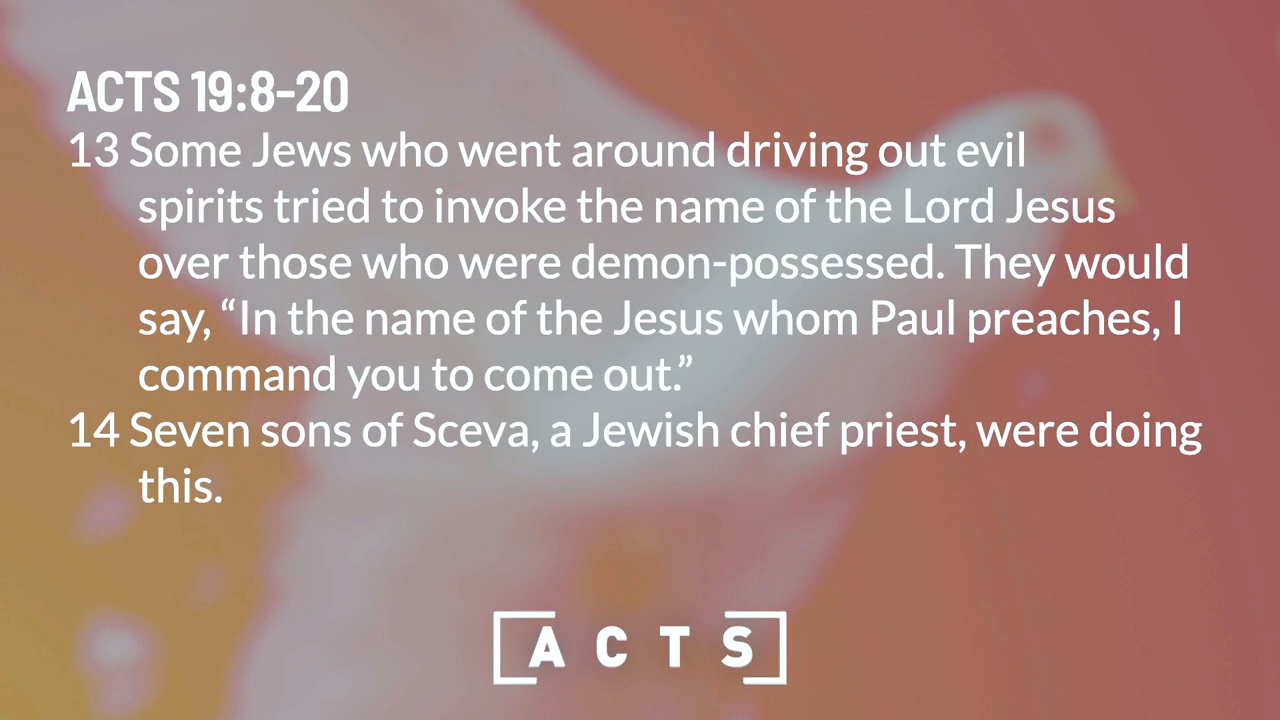 ACTS 19:8-20
13 Some Jews who went around driving out evil
spirits tried to invoke the name of the Lord Jesus
over those who were demon-possessed. They would
say, “In the name of the Jesus whom Paul preaches, I
command you to come out.”
14 Seven sons of Sceva, a Jewish chief priest, were doing
this.
ACTS